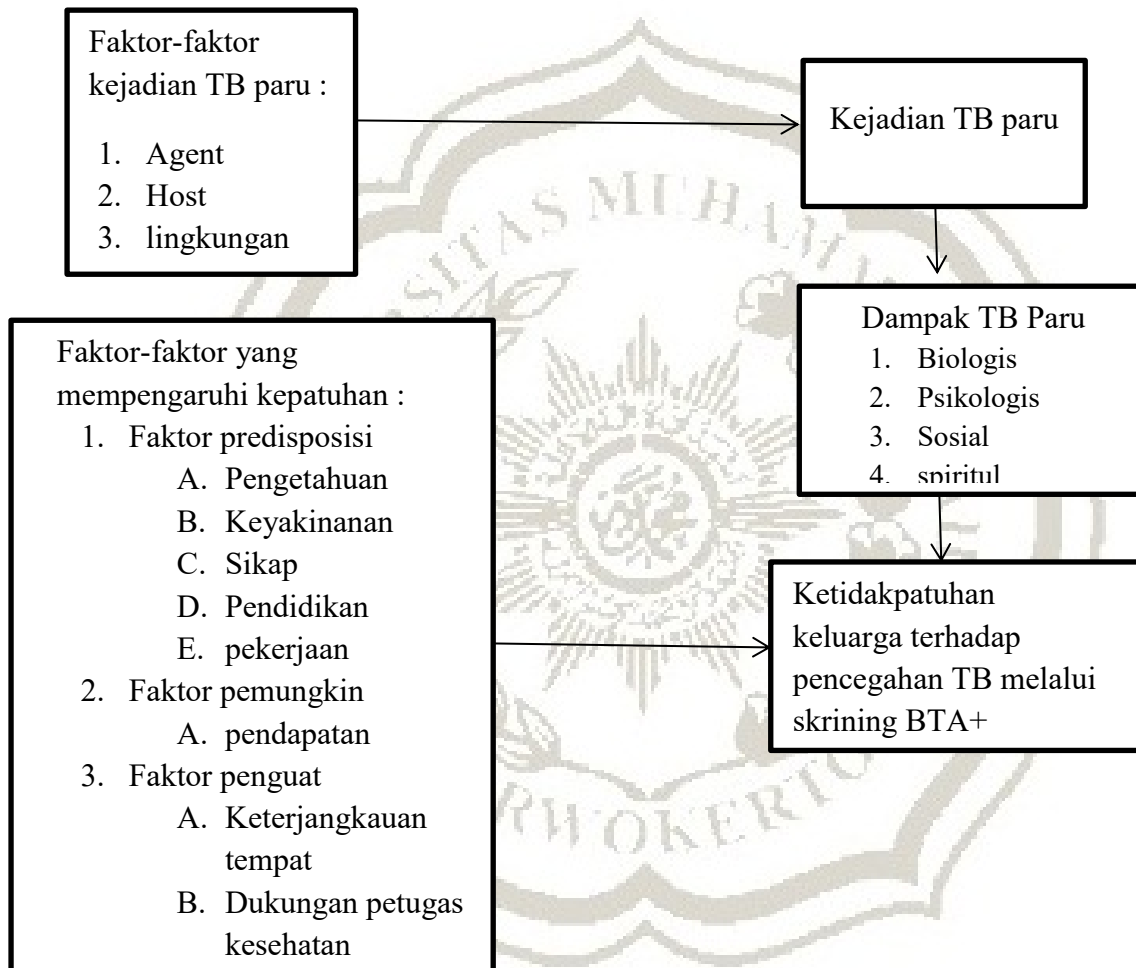 Faktor-faktor
kejadian TB paru :
1. Agent
2. Host
3. lingkungan
Kejadian TB paru
Dampak TB Paru
1. Biologis
2. Psikologis
3. Sosial
4. spiritul
Faktor-faktor yang
mempengaruhi kepatuhan :
1. Faktor predisposisi
A. Pengetahuan
B. Keyakinanan
C. Sikap
D. Pendidikan
E. pekerjaan
2. Faktor pemungkin
A. pendapatan
3. Faktor penguat
A. Keterjangkauan
tempat
B. Dukungan petugas
kesehatan
Ketidakpatuhan
keluarga terhadap
pencegahan TB melalui
skrining BTA+